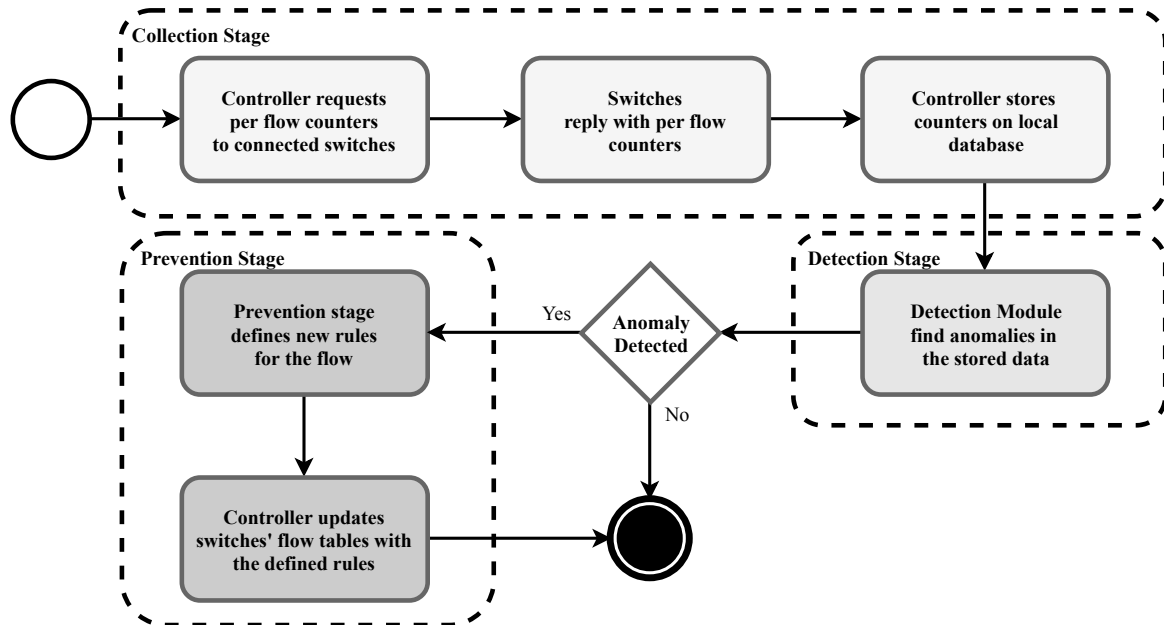 Collection Stage
Controller requests
per flow counters
to connected switches
Switches
reply with per flow
counters
Controller stores
counters on local
database
Detection Stage
Detection Module
find anomalies in
the stored data
Anomaly
Detected
Yes
No
Prevention Stage
Prevention stage
defines new rules
for the flow
Controller updates
switches' flow tables with
the defined rules